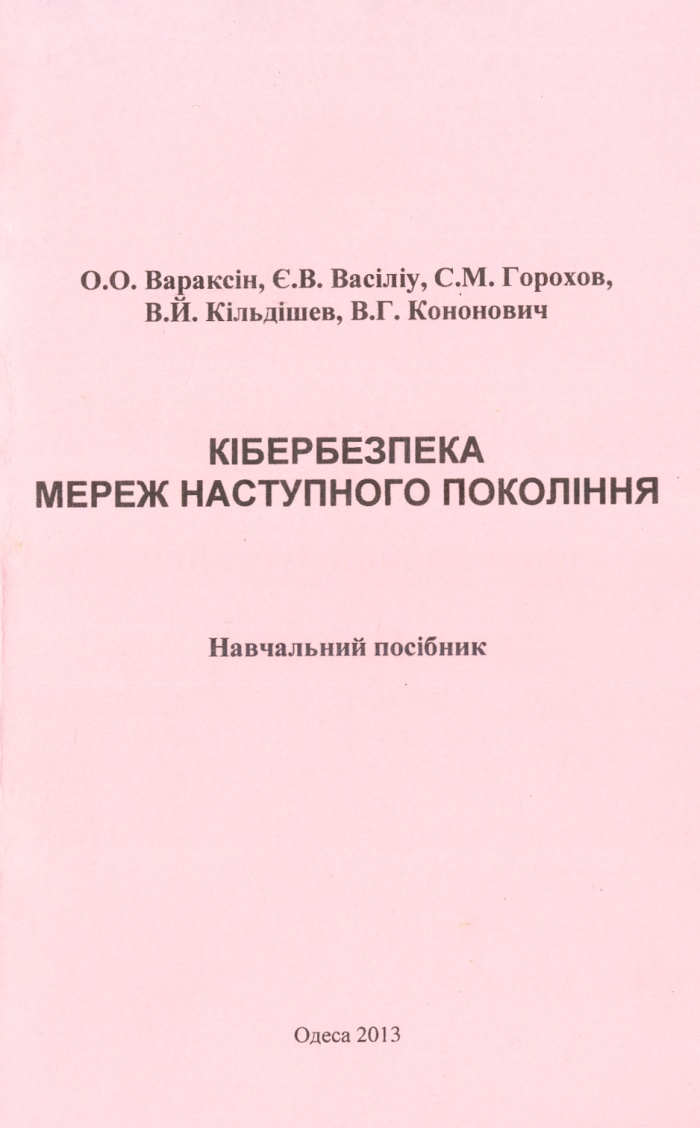 О.О. Вараксін, Є.В. Васіліу, С.М. Горохов,
В.Й. Кільдішев, В.Г. Кононович
КІБЕРБЕЗПЕКА
МЕРЕЖ НАСТУПНОГО ПОКОЛІННЯ
Навчальний посібник
Одеса 2013